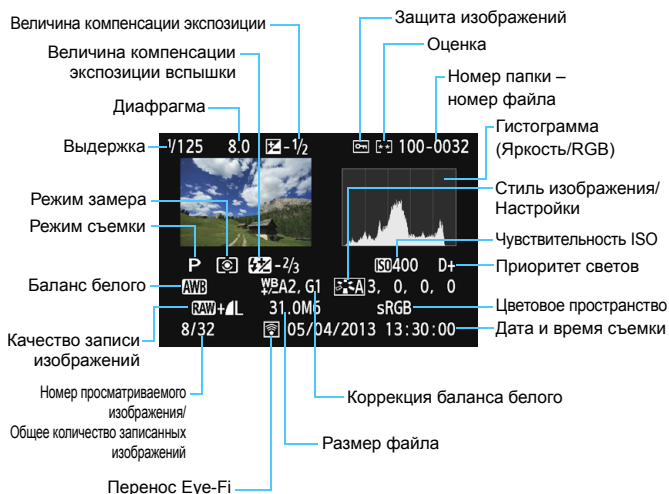 Величина компенсации экспозиции
Величина компенсации
экспозиции вспышки
Диафрагма
Выдержка
Режим замера
Режим съемки
Баланс белого
Качество записи
изображений
Номер просматриваемого
изображения/
Общее количество записанных
изображений
Перенос Eye-Fi
Защита изображений
Оценка
Номер папки –
номер файла
Гистограмма
(Яркость/RGB)
Стиль изображения/
Настройки
Чувствительность ISO
Приоритет светов
Цветовое пространство
Дата и время съемки
Коррекция баланса белого
Размер файла
1/125 8.0 -1/2 100-0032
P -2/3 ISO 400 D+
AWB WB+/- A2, G1 A 3, 0, 0, 0
RAW+L 31.0M6 sRGB
8/32 05/04/2013 13:30:00